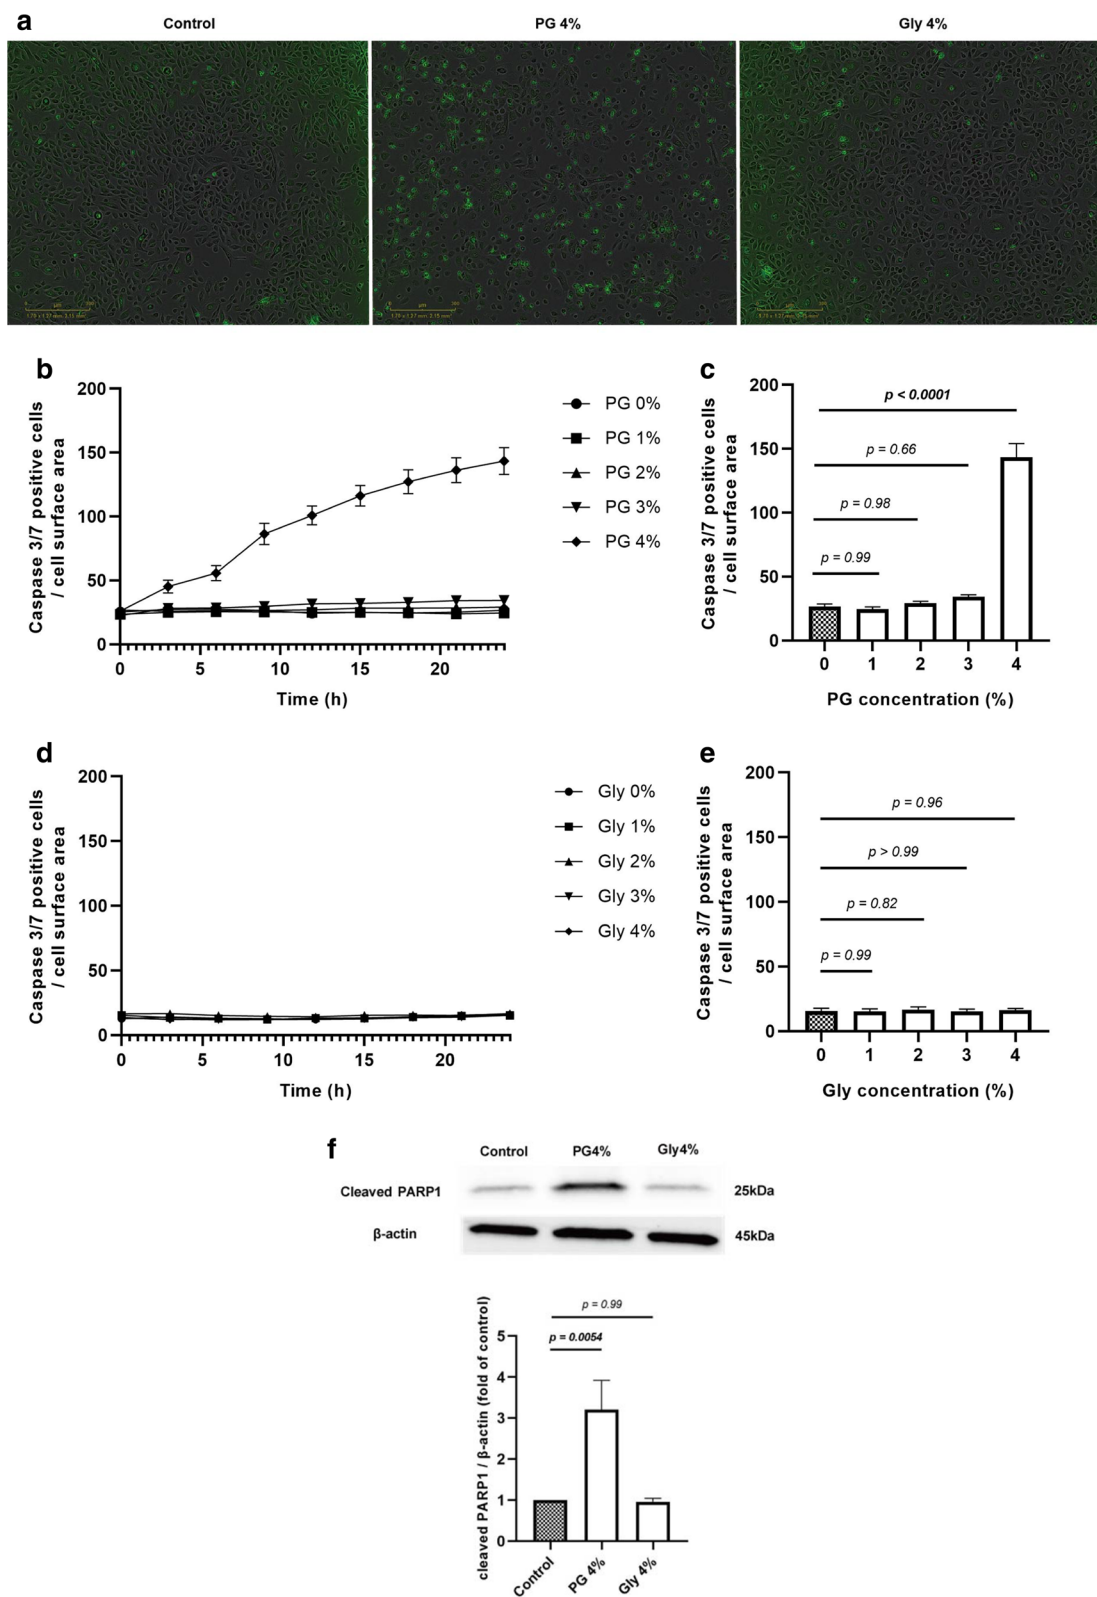 a
Control
PG 4%
Gly 4%
b
Caspase 3/7 positive cells
/ cell surface area
200
150
100
50
0
0
5
10
15
20
Time (h)
PG 0%
PG 1%
PG 2%
PG 3%
PG 4%
c
Caspase 3/7 positive cells
/ cell surface area
200
150
100
50
0
p < 0.0001
p = 0.66
p = 0.98
p = 0.99
0
1
2
3
4
PG concentration (%)
d
Caspase 3/7 positive cells
/ cell surface area
200
150
100
50
0
0
5
10
15
20
Time (h)
Gly 0%
Gly 1%
Gly 2%
Gly 3%
Gly 4%
e
Caspase 3/7 positive cells
/ cell surface area
200
150
100
50
0
p = 0.96
p > 0.99
p = 0.82
p = 0.99
0
1
2
3
4
Gly concentration (%)
f
Control
PG4%
Gly4%
Cleaved PARP1
25kDa
β-actin
45kDa
cleaved PARP1 / β-actin (fold of control)
5
4
3
2
1
0
p = 0.99
p = 0.0054
Control
PG 4%
Gly 4%